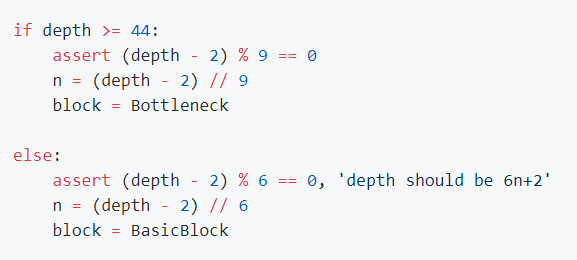 if depth >= 44:
    assert (depth - 2) % 9 == 0
    n = (depth - 2) // 9
    block = Bottleneck

else:
    assert (depth - 2) % 6 == 0, 'depth should be 6n+2'
    n = (depth - 2) // 6
    block = BasicBlock